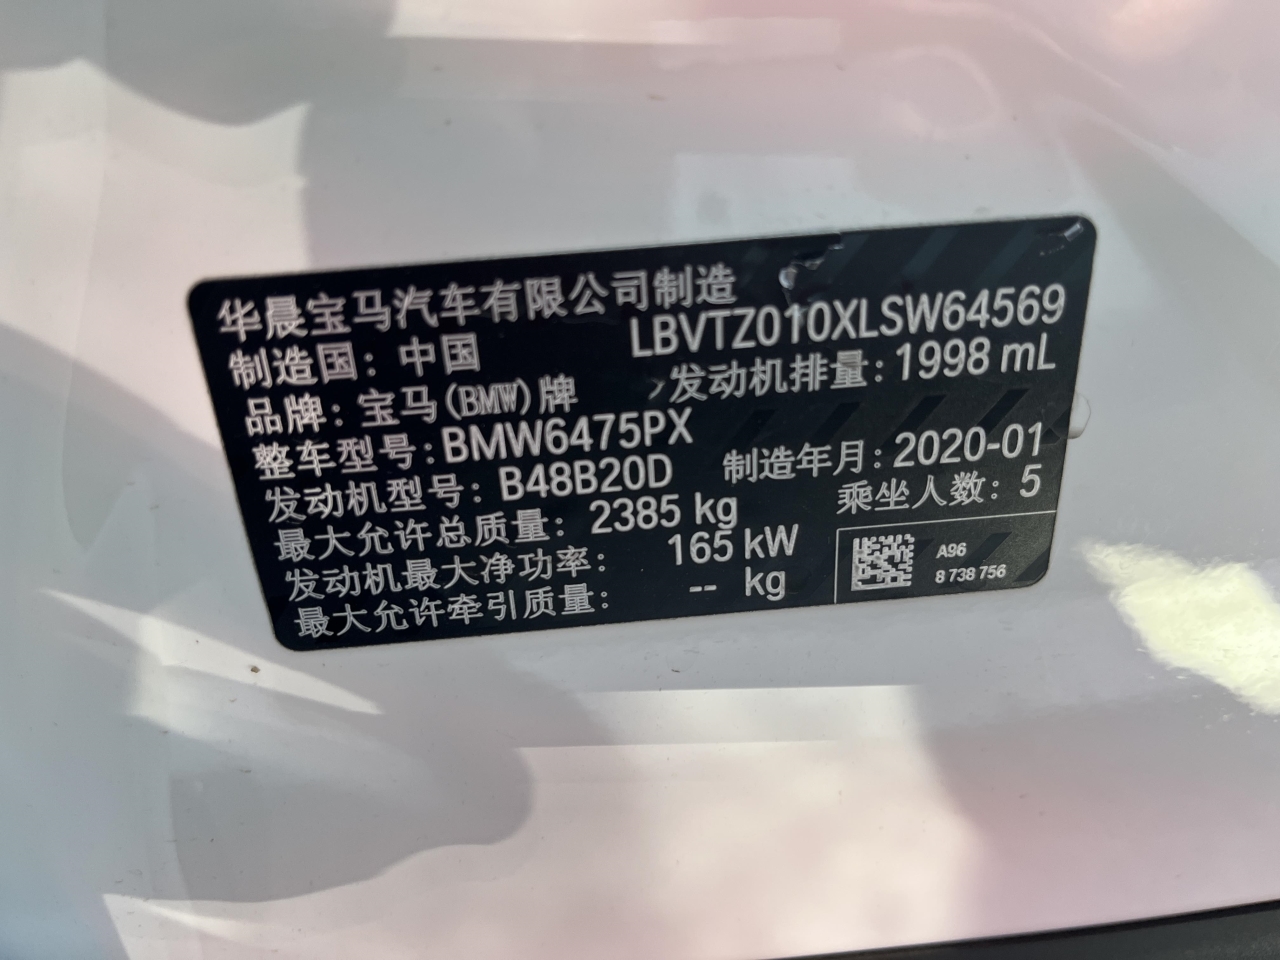 华晨宝马汽车有限公司制造
制造国：中国 LBVTZ010XLSW64569
品牌：宝马(BMW)牌 发动机排量：1998 mL
整车型号：BMW6475PX
发动机型号：B48B20D 制造年月：2020-01
最大允许总质量：2385 kg 乘坐人数：5
发动机最大净功率：165 kW
最大允许牵引质量：-- kg
A96
8 738 756